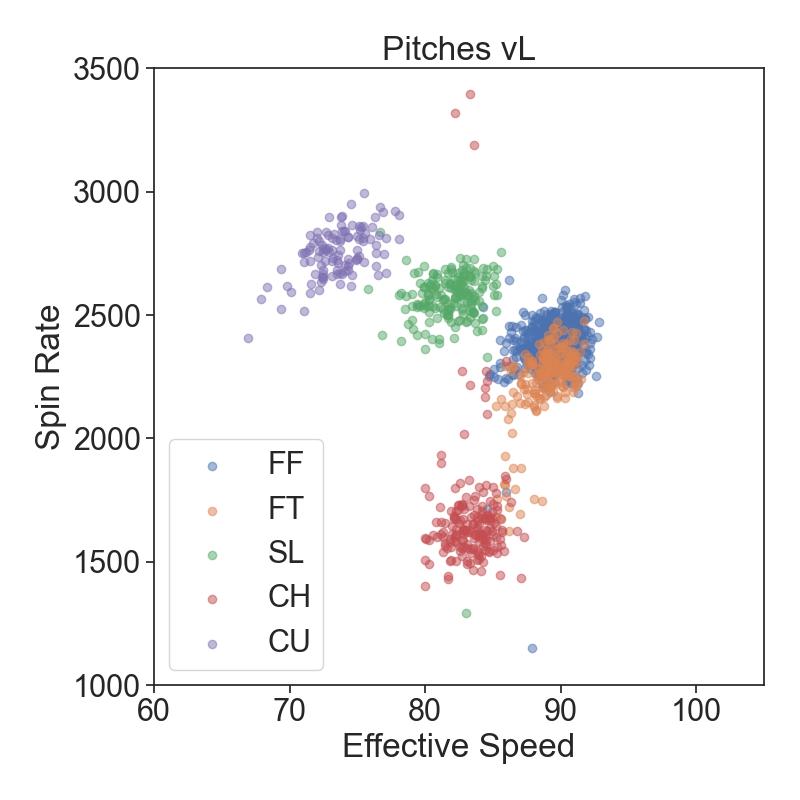 Pitches vL
3500
3000
2500
2000
1500
1000
Spin Rate
FF
FT
SL
CH
CU
60 70 80 90 100
Effective Speed